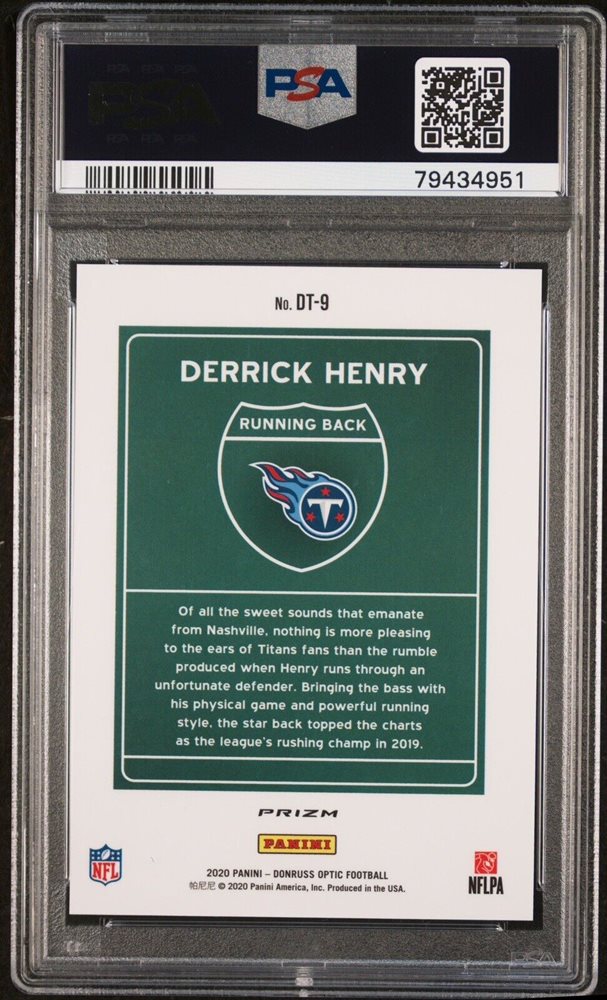 PSA
PSA
79434951
No. DT-9
DERRICK HENRY
RUNNING BACK
T
Of all the sweet sounds that emanate
from Nashville, nothing is more pleasing
to the ears of Titans fans than the rumble
produced when Henry runs through an
unfortunate defender. Bringing the bass with
his physical game and powerful running
style, the star back topped the charts
as the league's rushing champ in 2019.
PRIZM
PANINI
NFL
2020 PANINI – DONRUSS OPTIC FOOTBALL
帕尼尼 © 2020 Panini America, Inc. Produced in the USA.
NFLPA
PSA